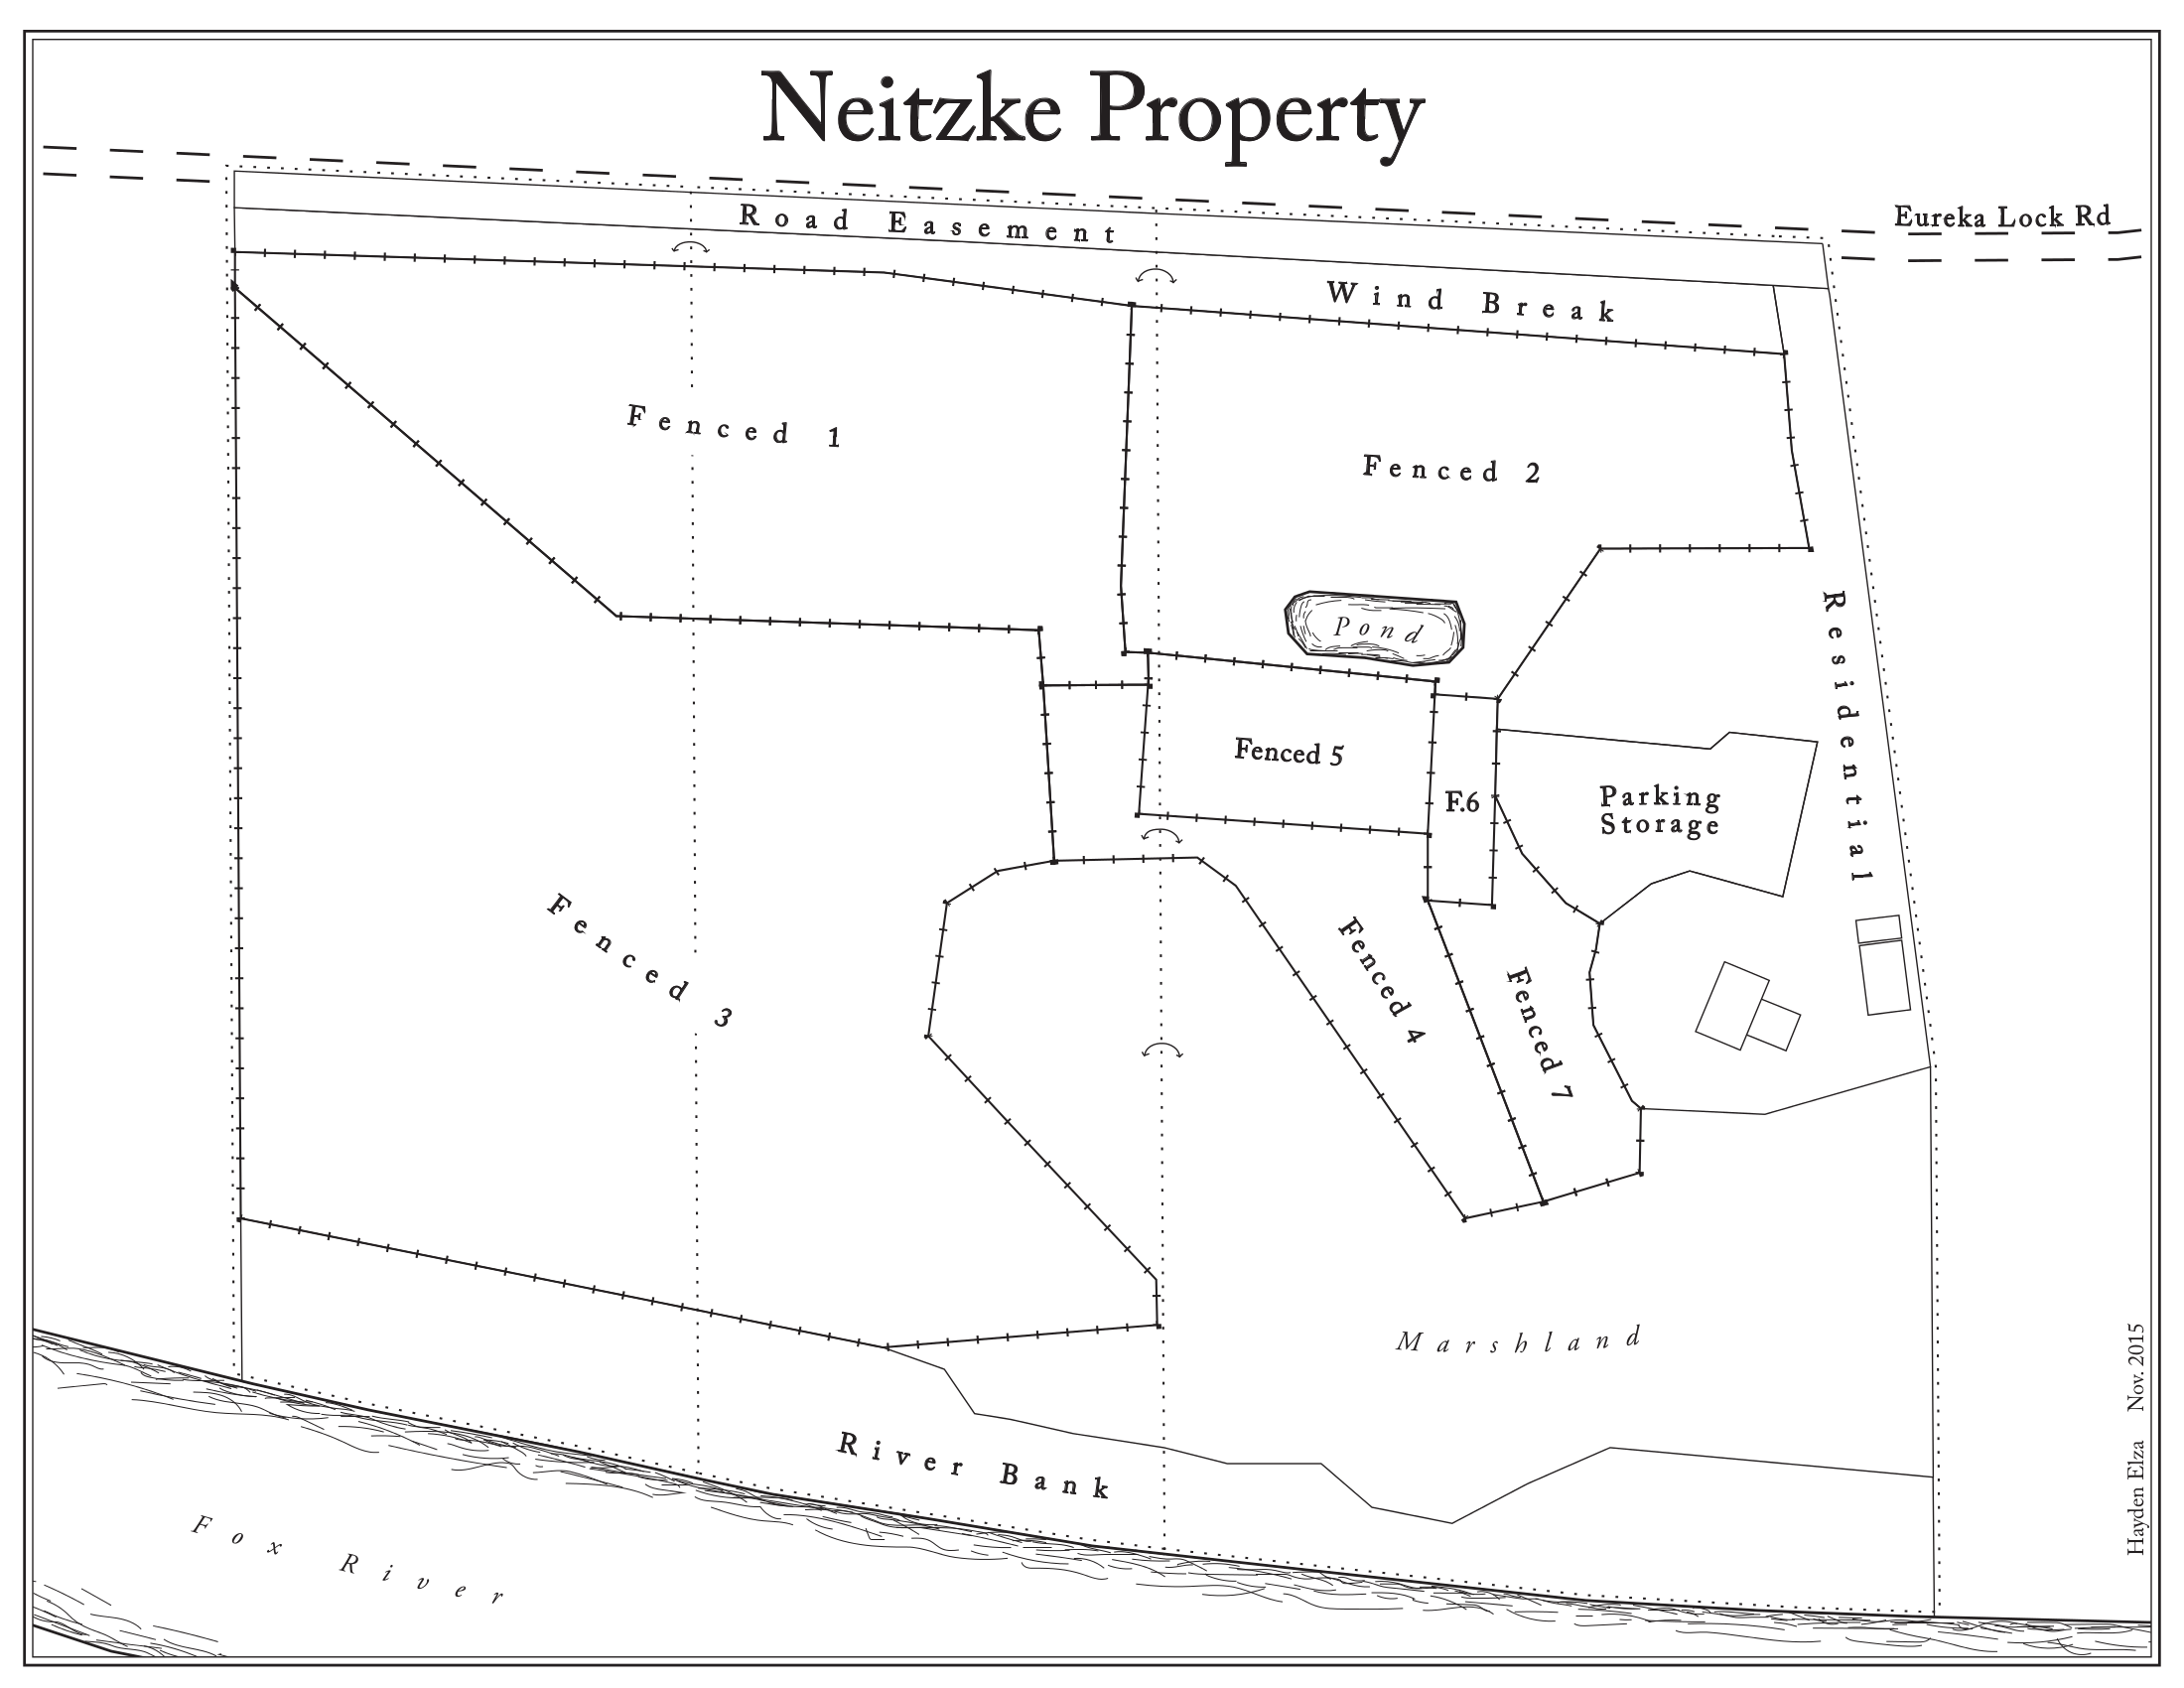 Neitzke Property
Eureka Lock Rd
Road Easement
Wind Break
Fenced 1
Fenced 2
Pond
Residential
Fenced 5
F.6
Parking
Storage
Fenced 3
Fenced 4
Fenced 7
Marshland
River Bank
Fox River
Hayden Elza Nov. 2015